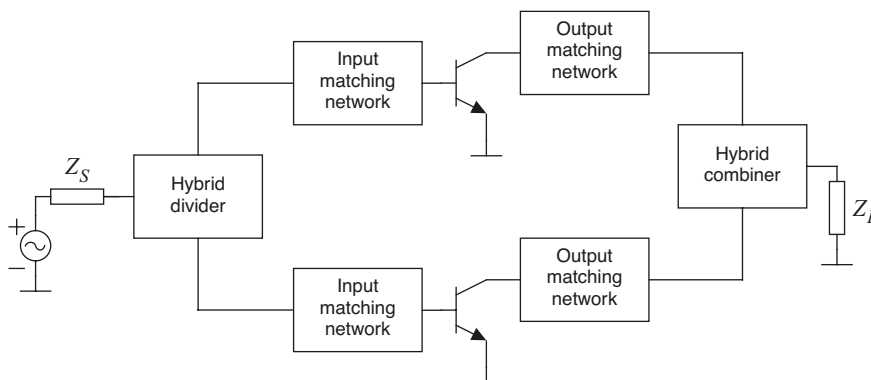 Input
matching
network
Output
matching
network
Z_S
Hybrid
divider
Hybrid
combiner
+
−
Input
matching
network
Output
matching
network